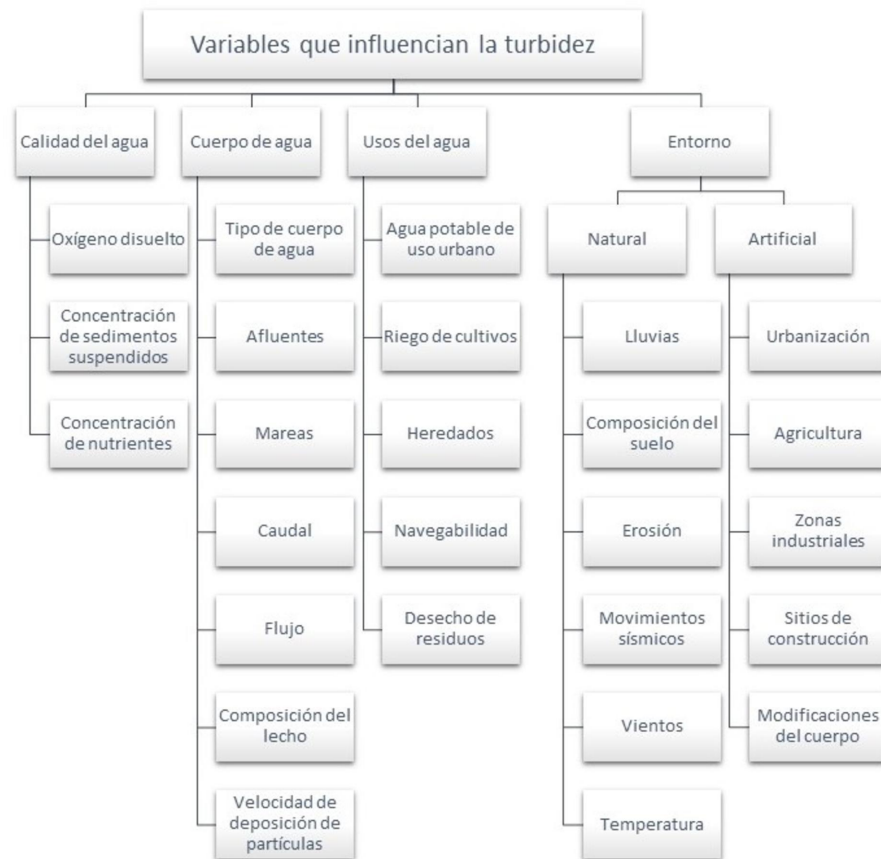 Variables que influencian la turbidez
Calidad del agua
Cuerpo de agua
Usos del agua
Entorno
Natural
Artificial
Oxígeno disuelto
Concentración
de sedimentos
suspendidos
Concentración
de nutrientes
Tipo de cuerpo
de agua
Afluentes
Mareas
Caudal
Flujo
Composición del
lecho
Velocidad de
deposición de
partículas
Agua potable de
uso urbano
Riego de cultivos
Heredados
Navegabilidad
Desecho de
residuos
Lluvias
Composición del
suelo
Erosión
Movimientos
sísmicos
Vientos
Temperatura
Urbanización
Agricultura
Zonas
industriales
Sitios de
construcción
Modificaciones
del cuerpo